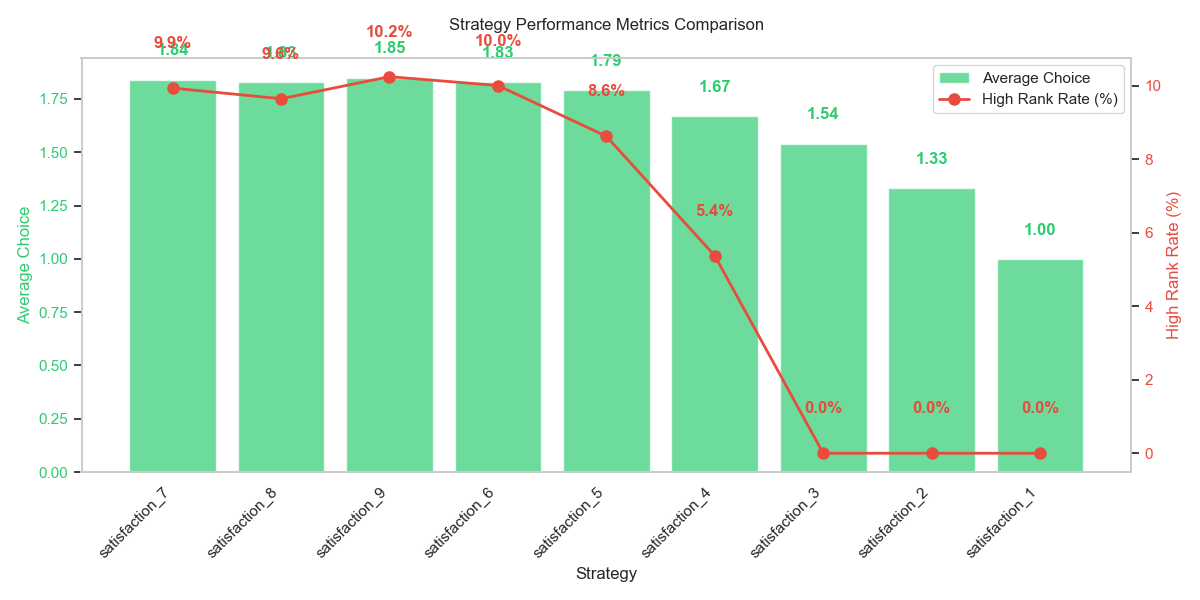 Strategy Performance Metrics Comparison
9.9%
1.84
9.6%
1.83
10.2%
1.85
10.0%
1.83
1.79
8.6%
1.67
5.4%
1.54
0.0%
1.33
0.0%
1.00
0.0%
Average Choice
High Rank Rate (%)
1.75
1.50
1.25
1.00
0.75
0.50
0.25
0.00
Average Choice
10
8
6
4
2
0
High Rank Rate (%)
satisfaction_7
satisfaction_8
satisfaction_9
satisfaction_6
satisfaction_5
satisfaction_4
satisfaction_3
satisfaction_2
satisfaction_1
Strategy